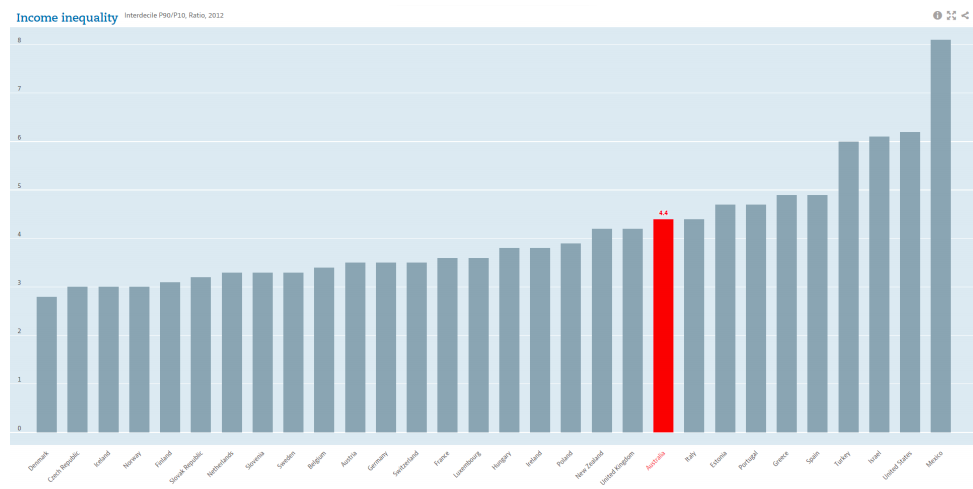 Income inequality Interdecile P90/P10, Ratio, 2012
8
7
6
5
4
3
2
1
0
4.4
Denmark
Czech Republic
Iceland
Norway
Finland
Slovak Republic
Netherlands
Slovenia
Sweden
Belgium
Austria
Germany
Switzerland
France
Luxembourg
Hungary
Ireland
Poland
New Zealand
United Kingdom
Australia
Italy
Estonia
Portugal
Greece
Spain
Turkey
Israel
United States
Mexico